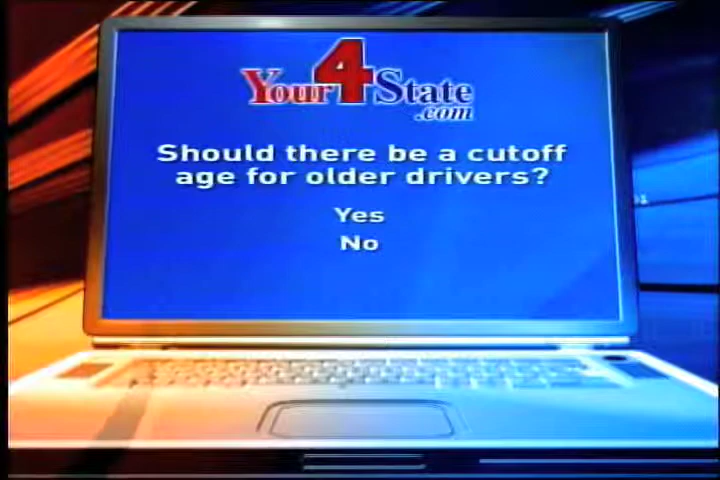 Your4State
.com
Should there be a cutoff
age for older drivers?
Yes
No